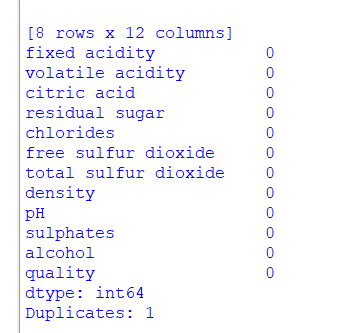 [8 rows x 12 columns]
fixed acidity 0
volatile acidity 0
citric acid 0
residual sugar 0
chlorides 0
free sulfur dioxide 0
total sulfur dioxide 0
density 0
pH 0
sulphates 0
alcohol 0
quality 0
dtype: int64
Duplicates: 1